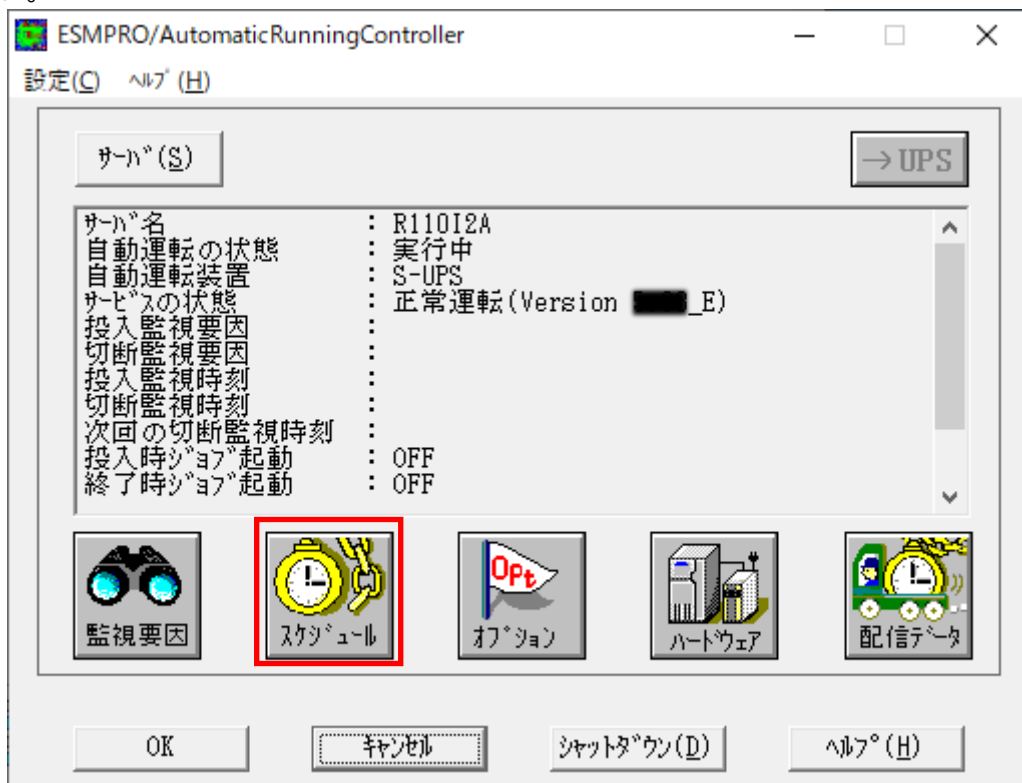 ESMPRO/AutomaticRunningController
設定(C) ﾍﾙﾌﾟ(H)
ｻｰﾊﾞ(S)
→UPS
ｻｰﾊﾞ名 : R110I2A
自動運転の状態 : 実行中
自動運転装置 : S-UPS
ｻｰﾋﾞｽの状態 : 正常運転(Version _E)
投入監視要因 :
切断監視要因 :
投入監視時刻 :
切断監視時刻 :
次回の切断監視時刻 :
投入時ｼﾞｮﾌﾞ起動 : OFF
終了時ｼﾞｮﾌﾞ起動 : OFF
Opt
監視要因 ｽｹｼﾞｭｰﾙ ｵﾌﾟｼｮﾝ ﾊｰﾄﾞｳｪｱ 配信ﾃﾞｰﾀ
OK ｷｬﾝｾﾙ ｼｬｯﾄﾀﾞｳﾝ(D) ﾍﾙﾌﾟ(H)